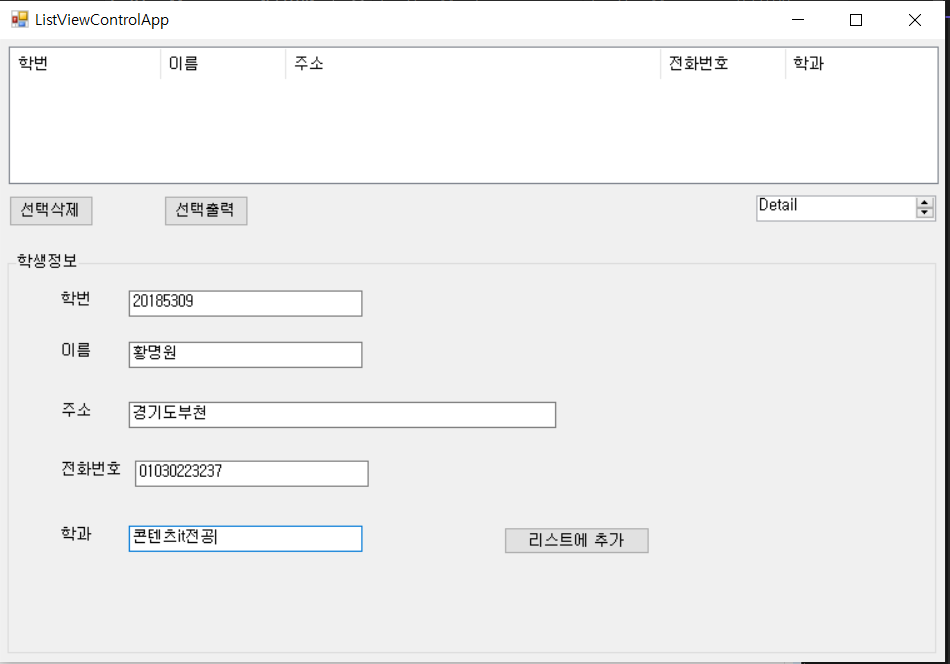 ListViewControlApp
학번 이름 주소 전화번호 학과
선택삭제 선택출력 Detail
학생정보
학번 20185309
이름 황명원
주소 경기도부천
전화번호 01030223237
학과 콘텐츠it전공
리스트에 추가